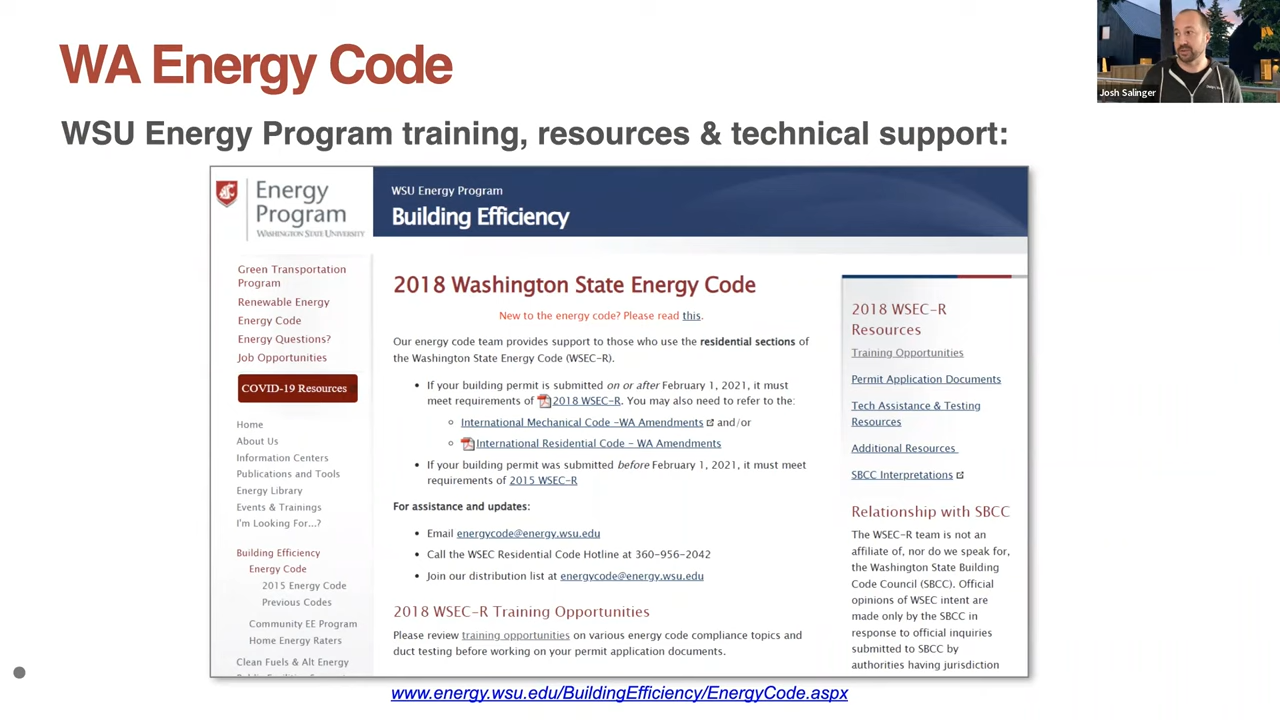 WA Energy Code
Josh Salinger
WSU Energy Program training, resources & technical support:
Energy
Program
WASHINGTON STATE UNIVERSITY
WSU Energy Program
Building Efficiency
Green Transportation
Program
Renewable Energy
Energy Code
Energy Questions?
Job Opportunities
COVID-19 Resources
Home
About Us
Information Centers
Publications and Tools
Energy Library
Events & Trainings
I'm Looking For...?
Building Efficiency
Energy Code
2015 Energy Code
Previous Codes
Community EE Program
Home Energy Raters
Clean Fuels & Alt Energy
2018 Washington State Energy Code
New to the energy code? Please read this.
Our energy code team provides support to those who use the residential sections of
the Washington State Energy Code (WSEC-R).
• If your building permit is submitted on or after February 1, 2021, it must
meet requirements of 2018 WSEC-R. You may also need to refer to the:
○ International Mechanical Code -WA Amendments and/or
○ International Residential Code - WA Amendments
• If your building permit was submitted before February 1, 2021, it must meet
requirements of 2015 WSEC-R
For assistance and updates:
• Email energycode@energy.wsu.edu
• Call the WSEC Residential Code Hotline at 360-956-2042
• Join our distribution list at energycode@energy.wsu.edu
2018 WSEC-R Training Opportunities
Please review training opportunities on various energy code compliance topics and
duct testing before working on your permit application documents.
2018 WSEC-R
Resources
Training Opportunities
Permit Application Documents
Tech Assistance & Testing
Resources
Additional Resources
SBCC Interpretations
Relationship with SBCC
The WSEC-R team is not an
affiliate of, nor do we speak for,
the Washington State Building
Code Council (SBCC). Official
opinions of WSEC intent are
made only by the SBCC in
response to official inquiries
submitted to SBCC by
authorities having jurisdiction
www.energy.wsu.edu/BuildingEfficiency/EnergyCode.aspx